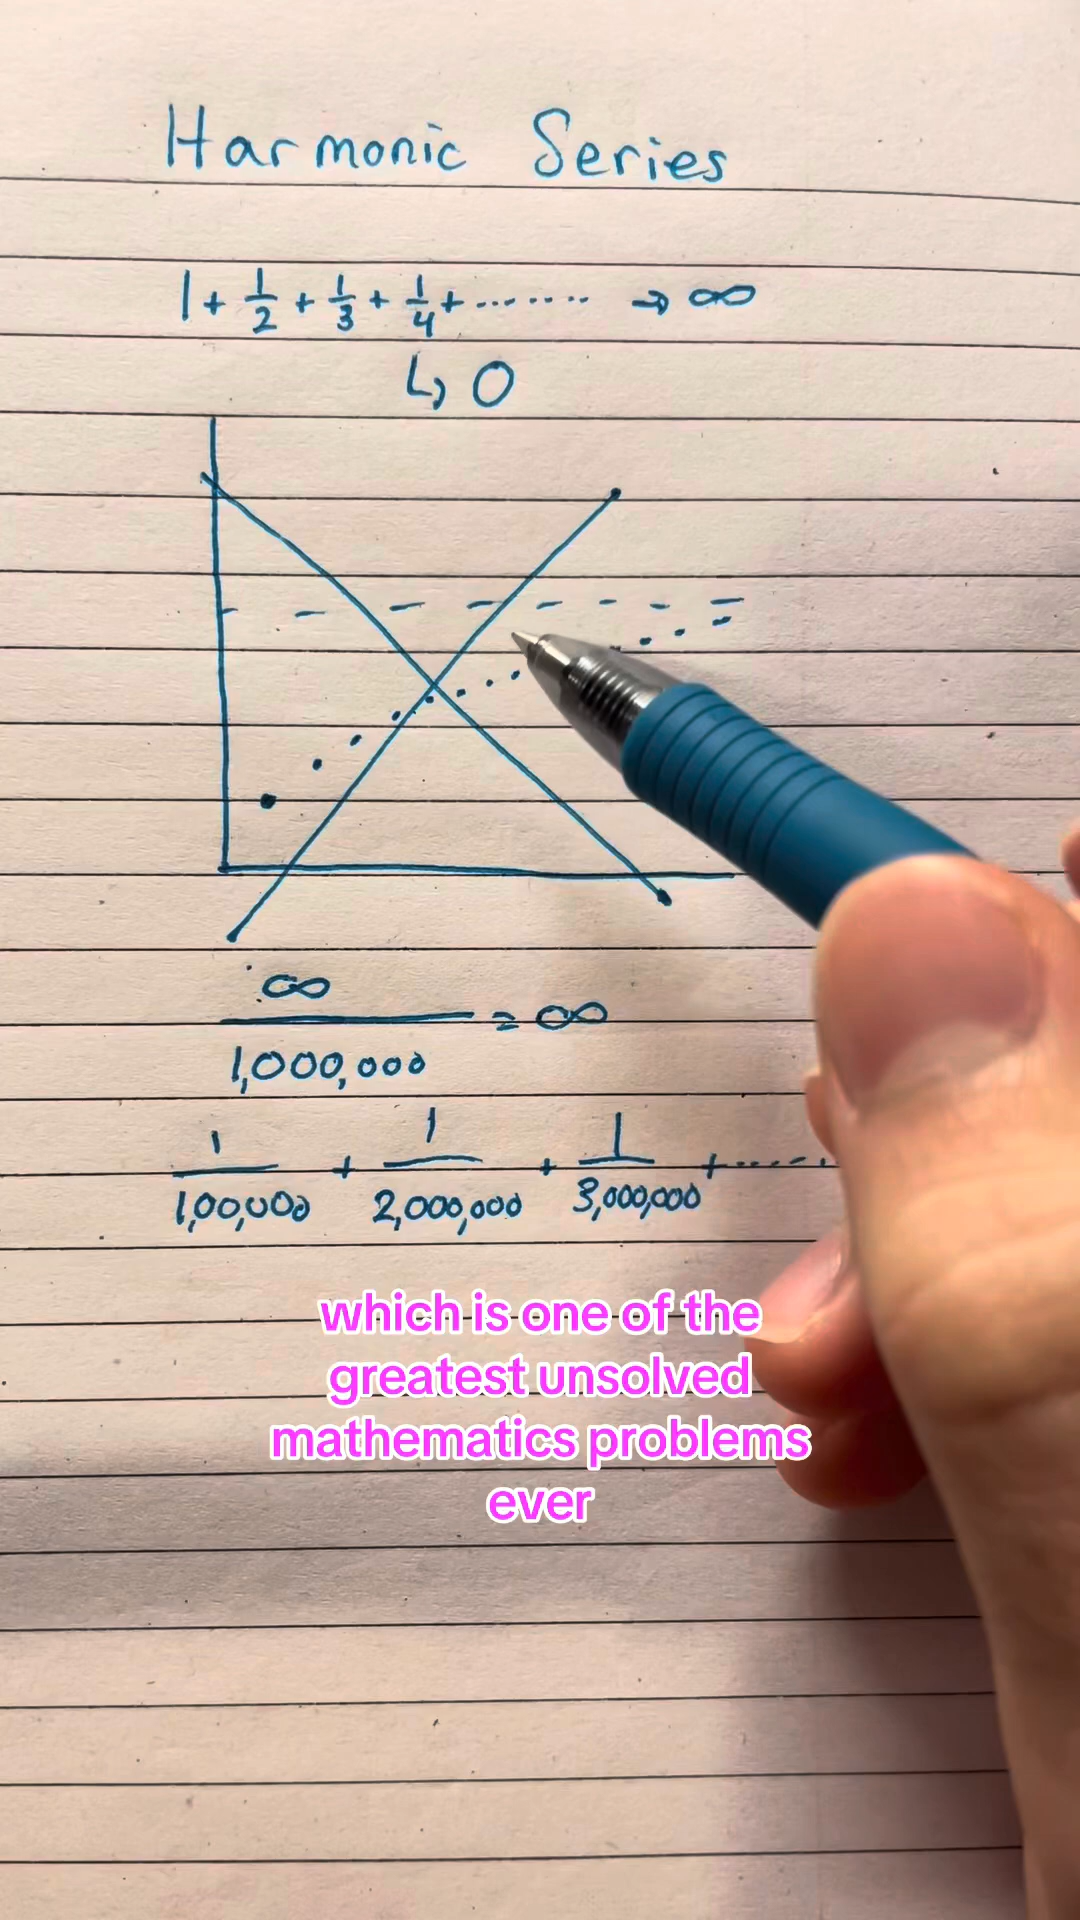 Harmonic Series
1 + 1/2 + 1/3 + 1/4 + ........ → ∞
↳ 0
∞ / 1,000,000 = ∞
1 / 1,00,000 + 1 / 2,000,000 + 1 / 3,000,000 + ......
which is one of the
greatest unsolved
mathematics problems
ever